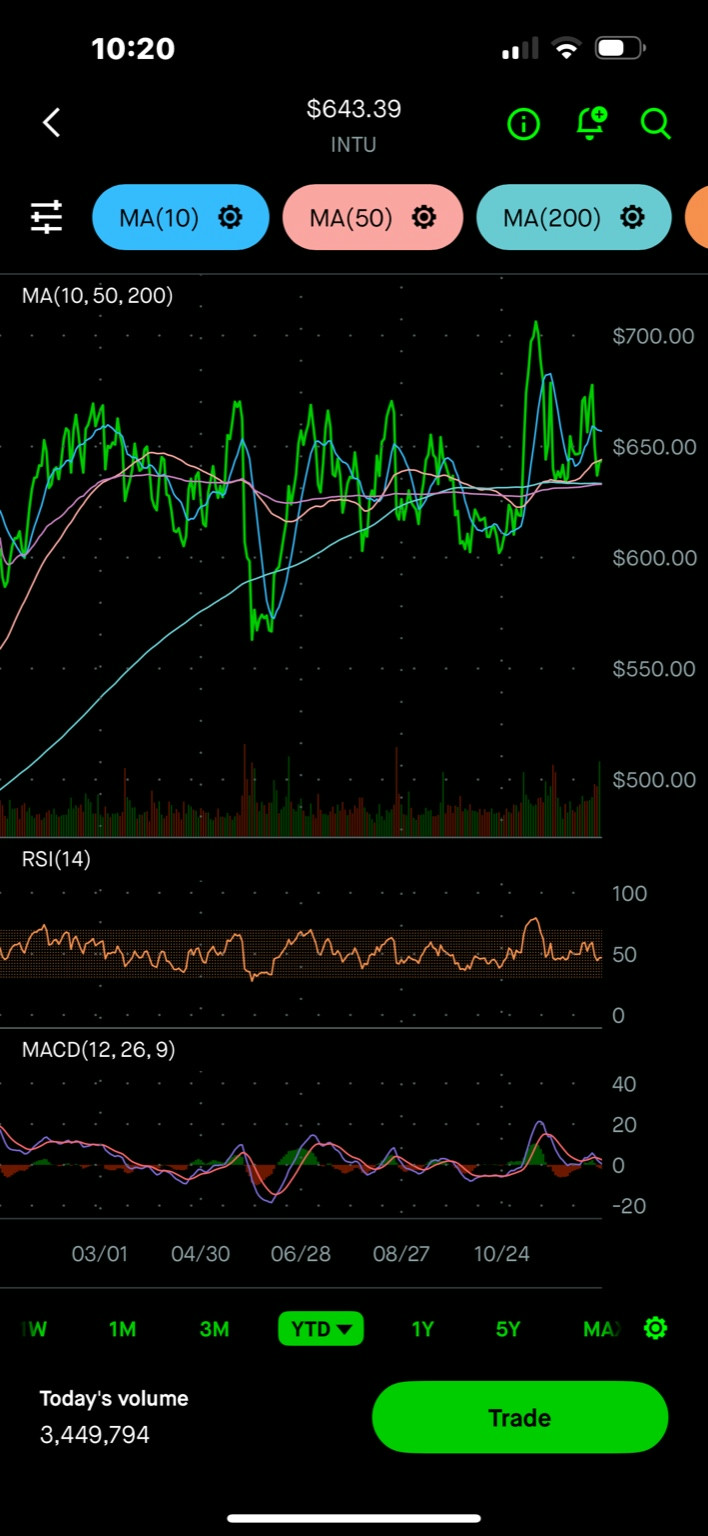 10:20
$643.39
INTU
MA(10)
MA(50)
MA(200)
MA(10, 50, 200)
$700.00
$650.00
$600.00
$550.00
$500.00
RSI(14)
100
50
0
MACD(12, 26, 9)
40
20
0
-20
03/01
04/30
06/28
08/27
10/24
1W
1M
3M
YTD
1Y
5Y
MAX
Today's volume
3,449,794
Trade